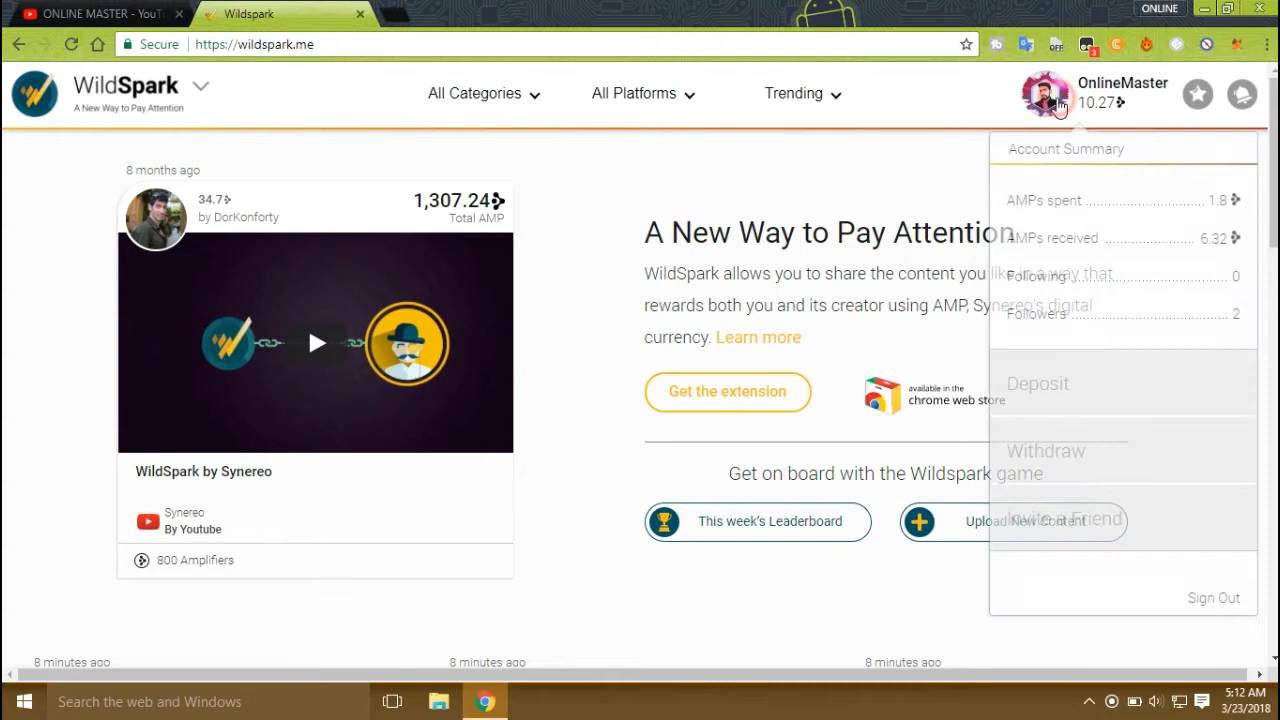 ONLINE MASTER - YouTu
Wildspark
ONLINE
Secure
https://wildspark.me
OFF
3
WildSpark
A New Way to Pay Attention
All Categories
All Platforms
Trending
OnlineMaster
10.27
Account Summary
8 months ago
34.7
by DorKonforty
1,307.24
Total AMP
AMPs spent 1.8
AMPs received 6.32
Following 0
Followers 2
A New Way to Pay Attention
WildSpark allows you to share the content you like in a way that
rewards both you and its creator using AMP, Synereo's digital
currency. Learn more
Get the extension
available in the
chrome web store
Deposit
Withdraw
Invite a Friend
Sign Out
WildSpark by Synereo
Synereo
By Youtube
800 Amplifiers
Get on board with the Wildspark game
This week's Leaderboard
Upload New Content
8 minutes ago
8 minutes ago
8 minutes ago
Search the web and Windows
5:12 AM
3/23/2018